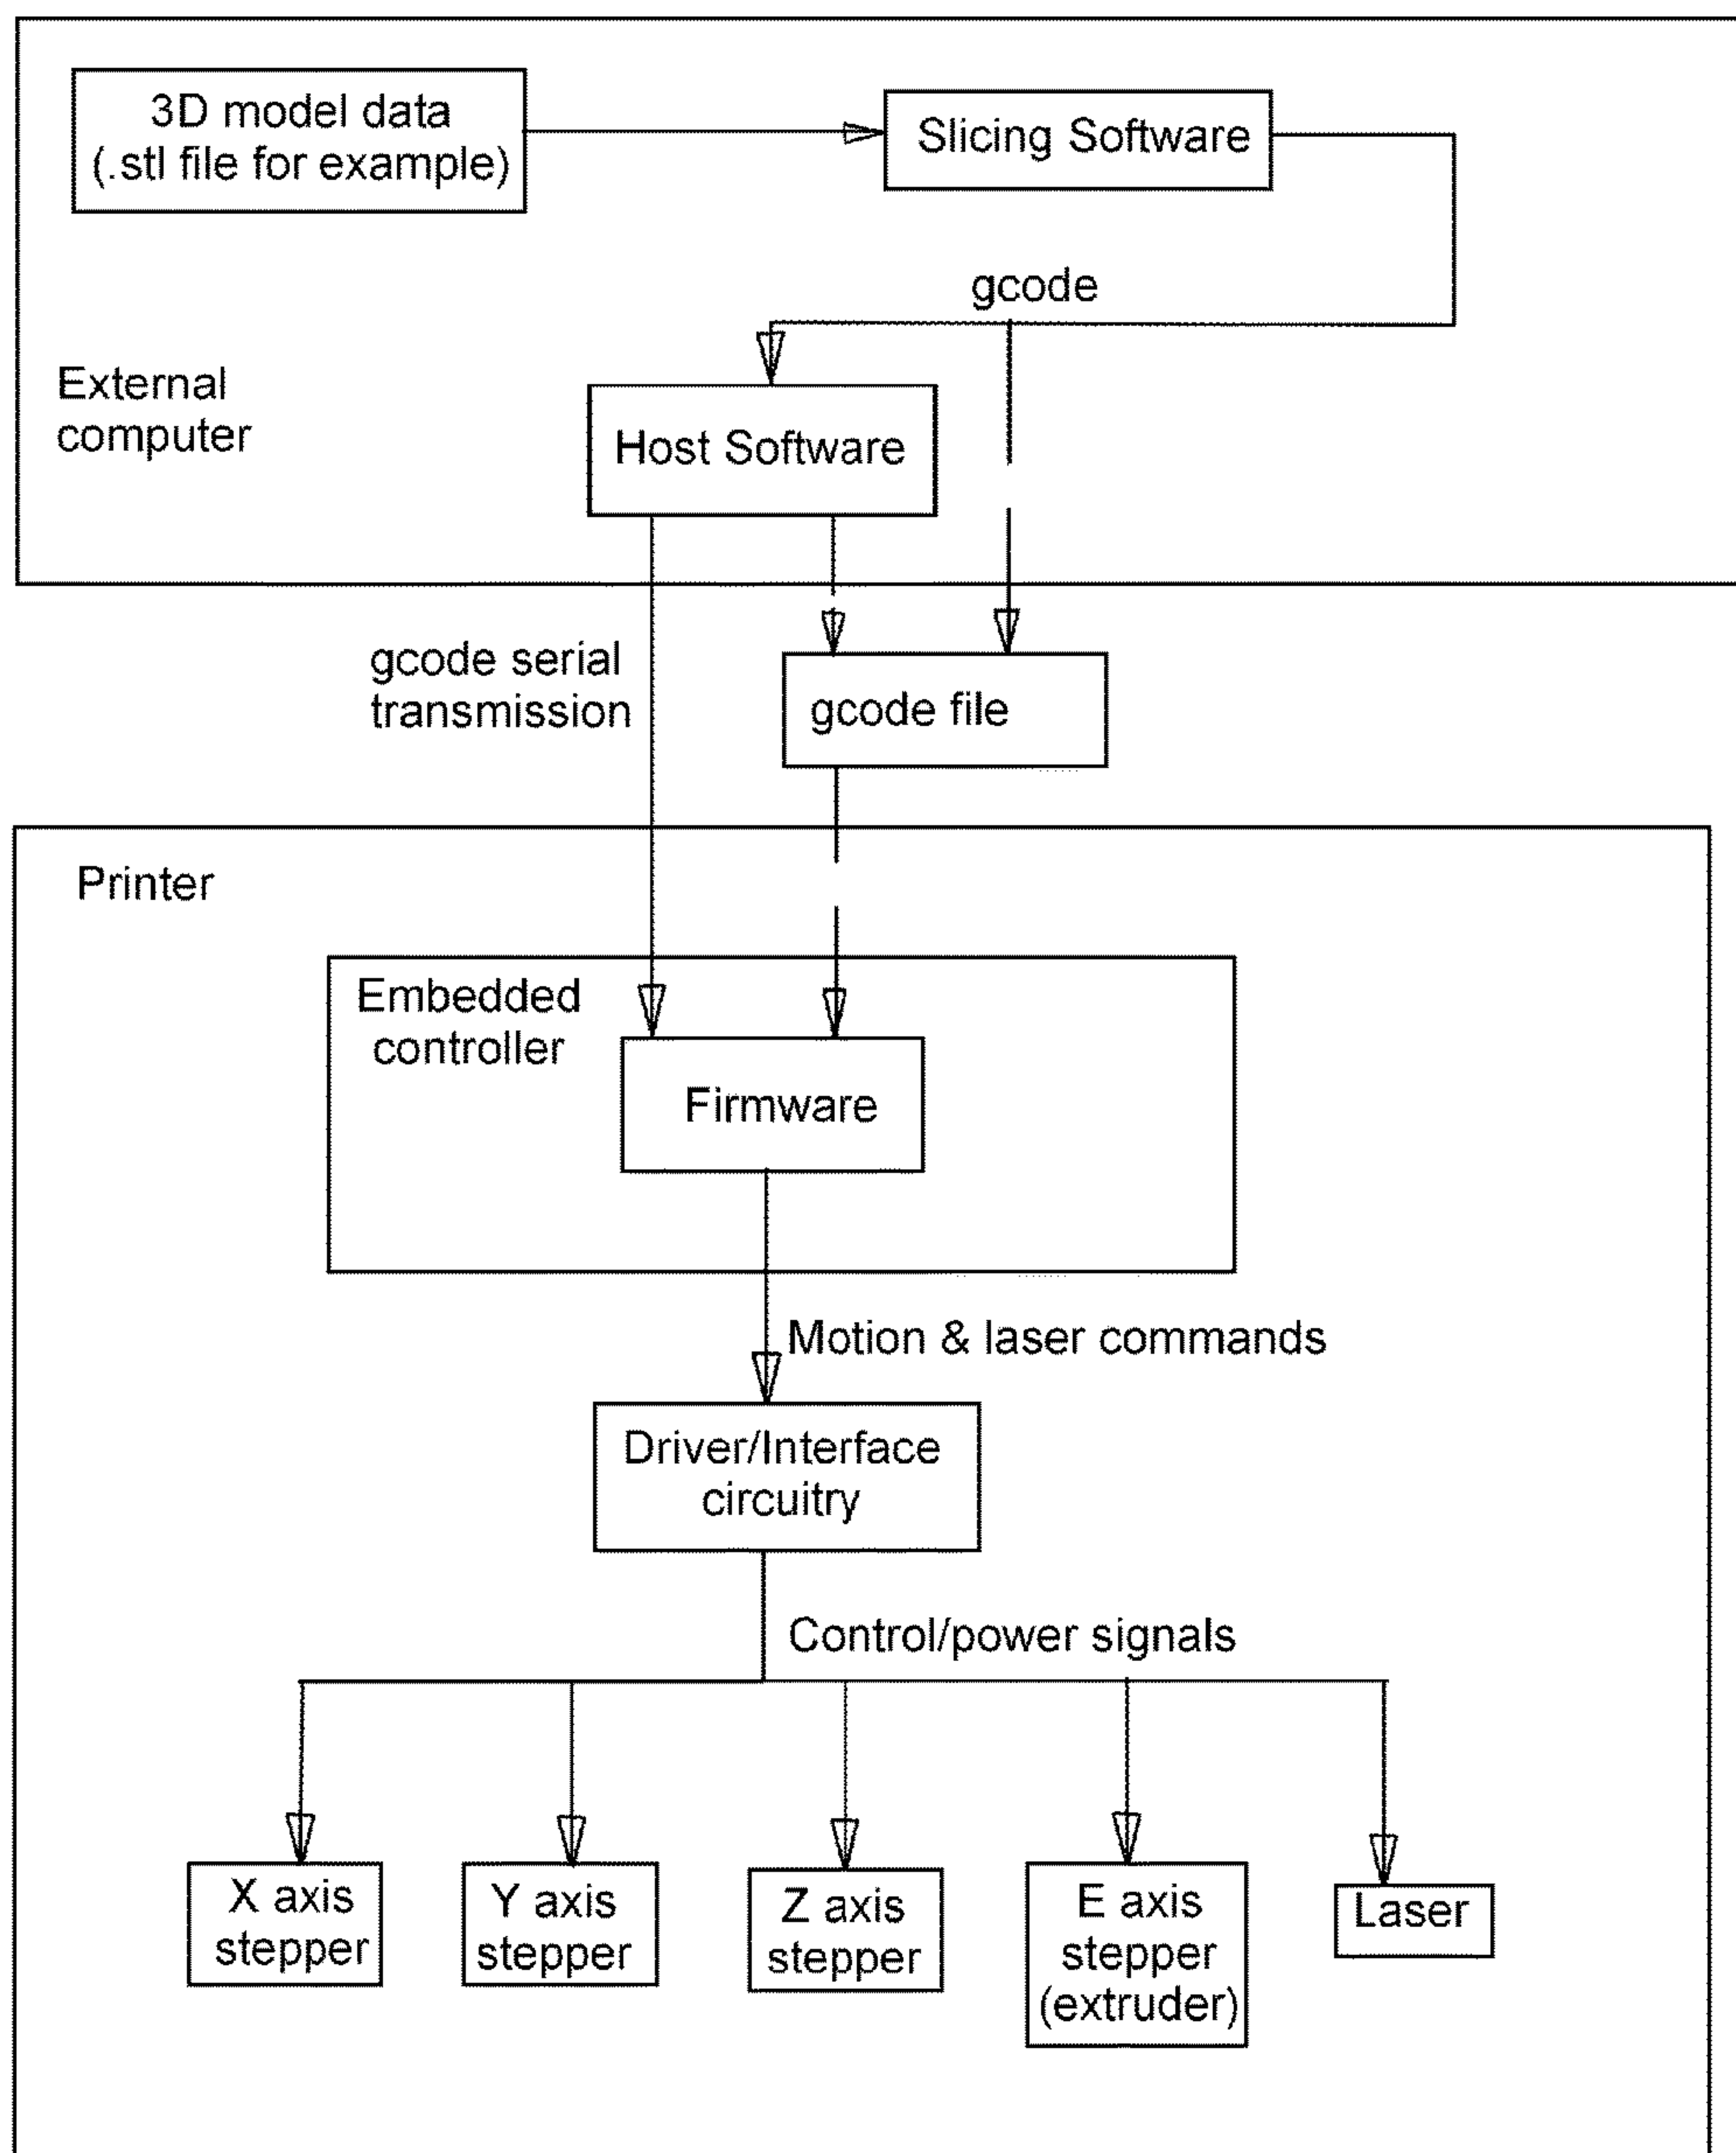 3D model data
(.stl file for example)
Slicing Software
gcode
External
computer
Host Software
gcode serial
transmission
gcode file
Printer
Embedded
controller
Firmware
Motion & laser commands
Driver/Interface
circuitry
Control/power signals
X axis
stepper
Y axis
stepper
Z axis
stepper
E axis
stepper
(extruder)
Laser